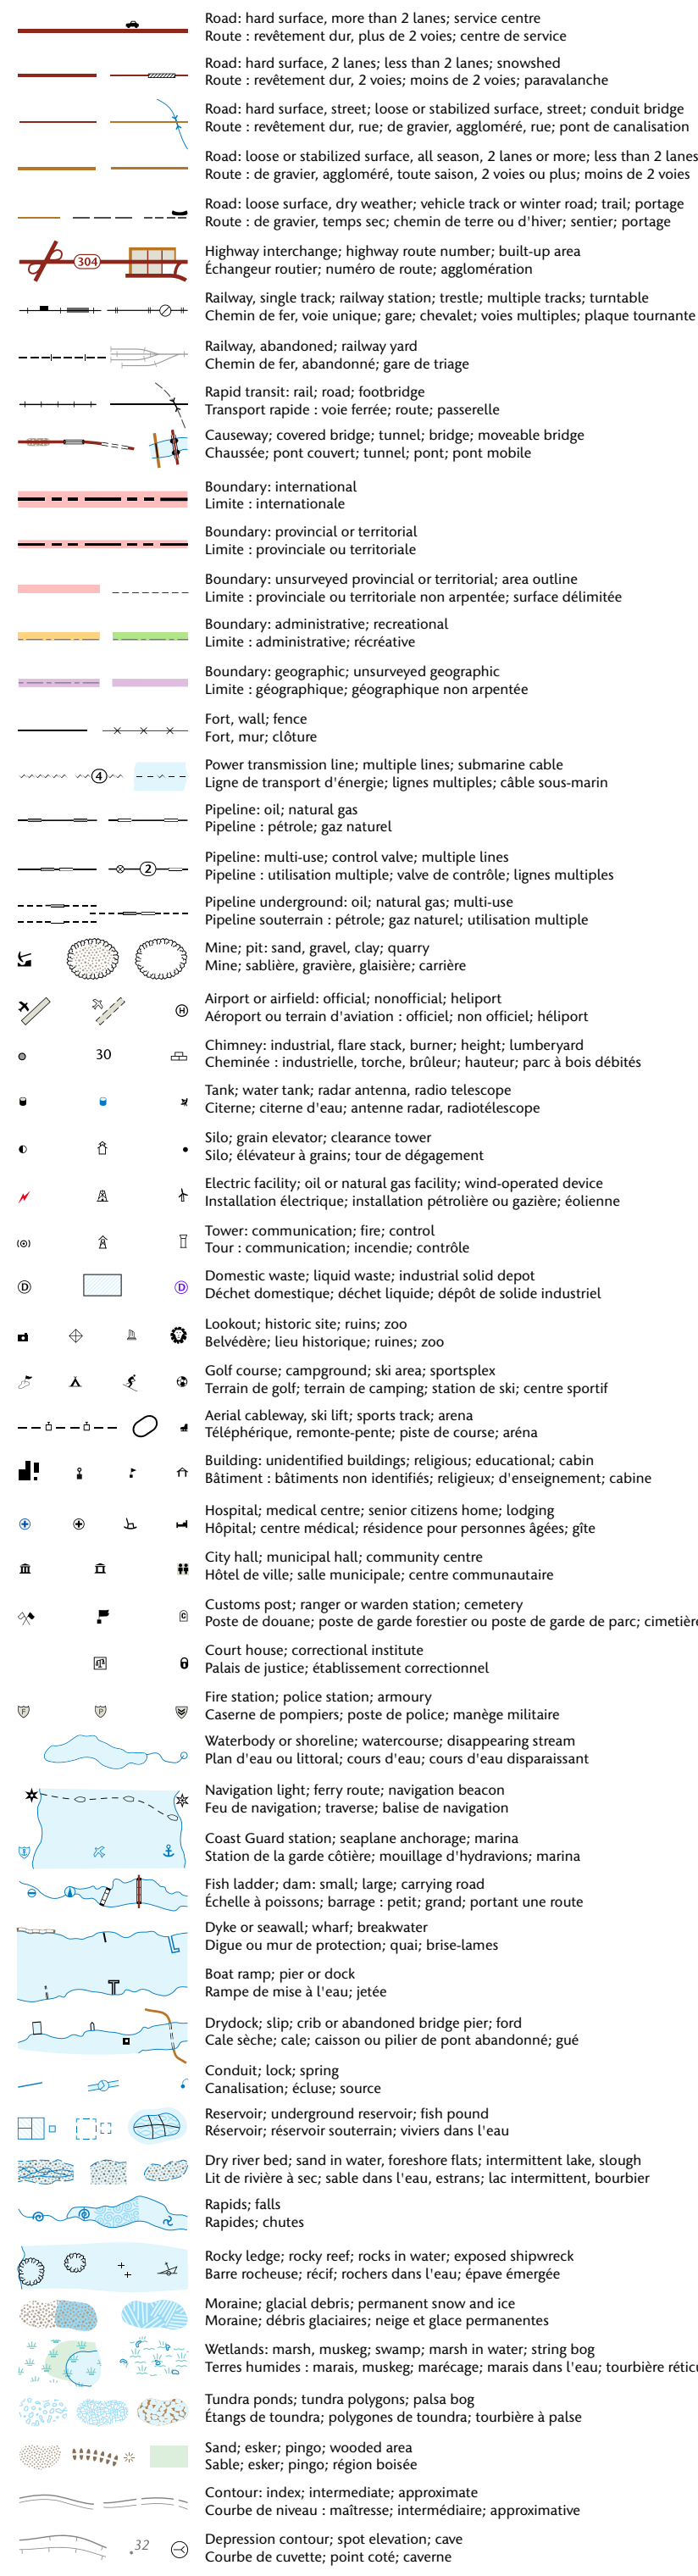 Road: hard surface, more than 2 lanes; service centre
Route : revêtement dur, plus de 2 voies; centre de service
Road: hard surface, 2 lanes; less than 2 lanes; snowshed
Route : revêtement dur, 2 voies; moins de 2 voies; paravalanche
Road: hard surface, street; loose or stabilized surface, street; conduit bridge
Route : revêtement dur, rue; de gravier, aggloméré, rue; pont de canalisation
Road: loose or stabilized surface, all season, 2 lanes or more; less than 2 lanes
Route : de gravier, aggloméré, toute saison, 2 voies ou plus; moins de 2 voies
Road: loose surface, dry weather; vehicle track or winter road; trail; portage
Route : de gravier, temps sec; chemin de terre ou d'hiver; sentier; portage
304
Highway interchange; highway route number; built-up area
Échangeur routier; numéro de route; agglomération
Railway, single track; railway station; trestle; multiple tracks; turntable
Chemin de fer, voie unique; gare; chevalet; voies multiples; plaque tournante
Railway, abandoned; railway yard
Chemin de fer, abandonné; gare de triage
Rapid transit: rail; road; footbridge
Transport rapide : voie ferrée; route; passerelle
Causeway; covered bridge; tunnel; bridge; moveable bridge
Chaussée; pont couvert; tunnel; pont; pont mobile
Boundary: international
Limite : internationale
Boundary: provincial or territorial
Limite : provinciale ou territoriale
Boundary: unsurveyed provincial or territorial; area outline
Limite : provinciale ou territoriale non arpentée; surface délimitée
Boundary: administrative; recreational
Limite : administrative; récréative
Boundary: geographic; unsurveyed geographic
Limite : géographique; géographique non arpentée
Fort, wall; fence
Fort, mur; clôture
4
Power transmission line; multiple lines; submarine cable
Ligne de transport d'énergie; lignes multiples; câble sous-marin
Pipeline: oil; natural gas
Pipeline : pétrole; gaz naturel
2
Pipeline: multi-use; control valve; multiple lines
Pipeline : utilisation multiple; valve de contrôle; lignes multiples
Pipeline underground: oil; natural gas; multi-use
Pipeline souterrain : pétrole; gaz naturel; utilisation multiple
Mine; pit: sand, gravel, clay; quarry
Mine; sablière, gravière, glaisière; carrière
H
Airport or airfield: official; nonofficial; heliport
Aéroport ou terrain d'aviation : officiel; non officiel; héliport
30
Chimney: industrial, flare stack, burner; height; lumberyard
Cheminée : industrielle, torche, brûleur; hauteur; parc à bois débités
Tank; water tank; radar antenna, radio telescope
Citerne; citerne d'eau; antenne radar, radiotélescope
Silo; grain elevator; clearance tower
Silo; élévateur à grains; tour de dégagement
Electric facility; oil or natural gas facility; wind-operated device
Installation électrique; installation pétrolière ou gazière; éolienne
Tower: communication; fire; control
Tour : communication; incendie; contrôle
D D
Domestic waste; liquid waste; industrial solid depot
Déchet domestique; déchet liquide; dépôt de solide industriel
Lookout; historic site; ruins; zoo
Belvédère; lieu historique; ruines; zoo
Golf course; campground; ski area; sportsplex
Terrain de golf; terrain de camping; station de ski; centre sportif
Aerial cableway, ski lift; sports track; arena
Téléphérique, remonte-pente; piste de course; aréna
Building: unidentified buildings; religious; educational; cabin
Bâtiment : bâtiments non identifiés; religieux; d'enseignement; cabine
Hospital; medical centre; senior citizens home; lodging
Hôpital; centre médical; résidence pour personnes âgées; gîte
City hall; municipal hall; community centre
Hôtel de ville; salle municipale; centre communautaire
C
Customs post; ranger or warden station; cemetery
Poste de douane; poste de garde forestier ou poste de garde de parc; cimetière
Court house; correctional institute
Palais de justice; établissement correctionnel
F P
Fire station; police station; armoury
Caserne de pompiers; poste de police; manège militaire
Waterbody or shoreline; watercourse; disappearing stream
Plan d'eau ou littoral; cours d'eau; cours d'eau disparaissant
Navigation light; ferry route; navigation beacon
Feu de navigation; traverse; balise de navigation
Coast Guard station; seaplane anchorage; marina
Station de la garde côtière; mouillage d'hydravions; marina
Fish ladder; dam: small; large; carrying road
Échelle à poissons; barrage : petit; grand; portant une route
Dyke or seawall; wharf; breakwater
Digue ou mur de protection; quai; brise-lames
Boat ramp; pier or dock
Rampe de mise à l'eau; jetée
Drydock; slip; crib or abandoned bridge pier; ford
Cale sèche; cale; caisson ou pilier de pont abandonné; gué
Conduit; lock; spring
Canalisation; écluse; source
Reservoir; underground reservoir; fish pound
Réservoir; réservoir souterrain; viviers dans l'eau
Dry river bed; sand in water, foreshore flats; intermittent lake, slough
Lit de rivière à sec; sable dans l'eau, estrans; lac intermittent, bourbier
Rapids; falls
Rapides; chutes
Rocky ledge; rocky reef; rocks in water; exposed shipwreck
Barre rocheuse; récif; rochers dans l'eau; épave émergée
Moraine; glacial debris; permanent snow and ice
Moraine; débris glaciaires; neige et glace permanentes
Wetlands: marsh, muskeg; swamp; marsh in water; string bog
Terres humides : marais, muskeg; marécage; marais dans l'eau; tourbière réticu
Tundra ponds; tundra polygons; palsa bog
Étangs de toundra; polygones de toundra; tourbière à palse
Sand; esker; pingo; wooded area
Sable; esker; pingo; région boisée
Contour: index; intermediate; approximate
Courbe de niveau : maîtresse; intermédiaire; approximative
.32
Depression contour; spot elevation; cave
Courbe de cuvette; point coté; caverne